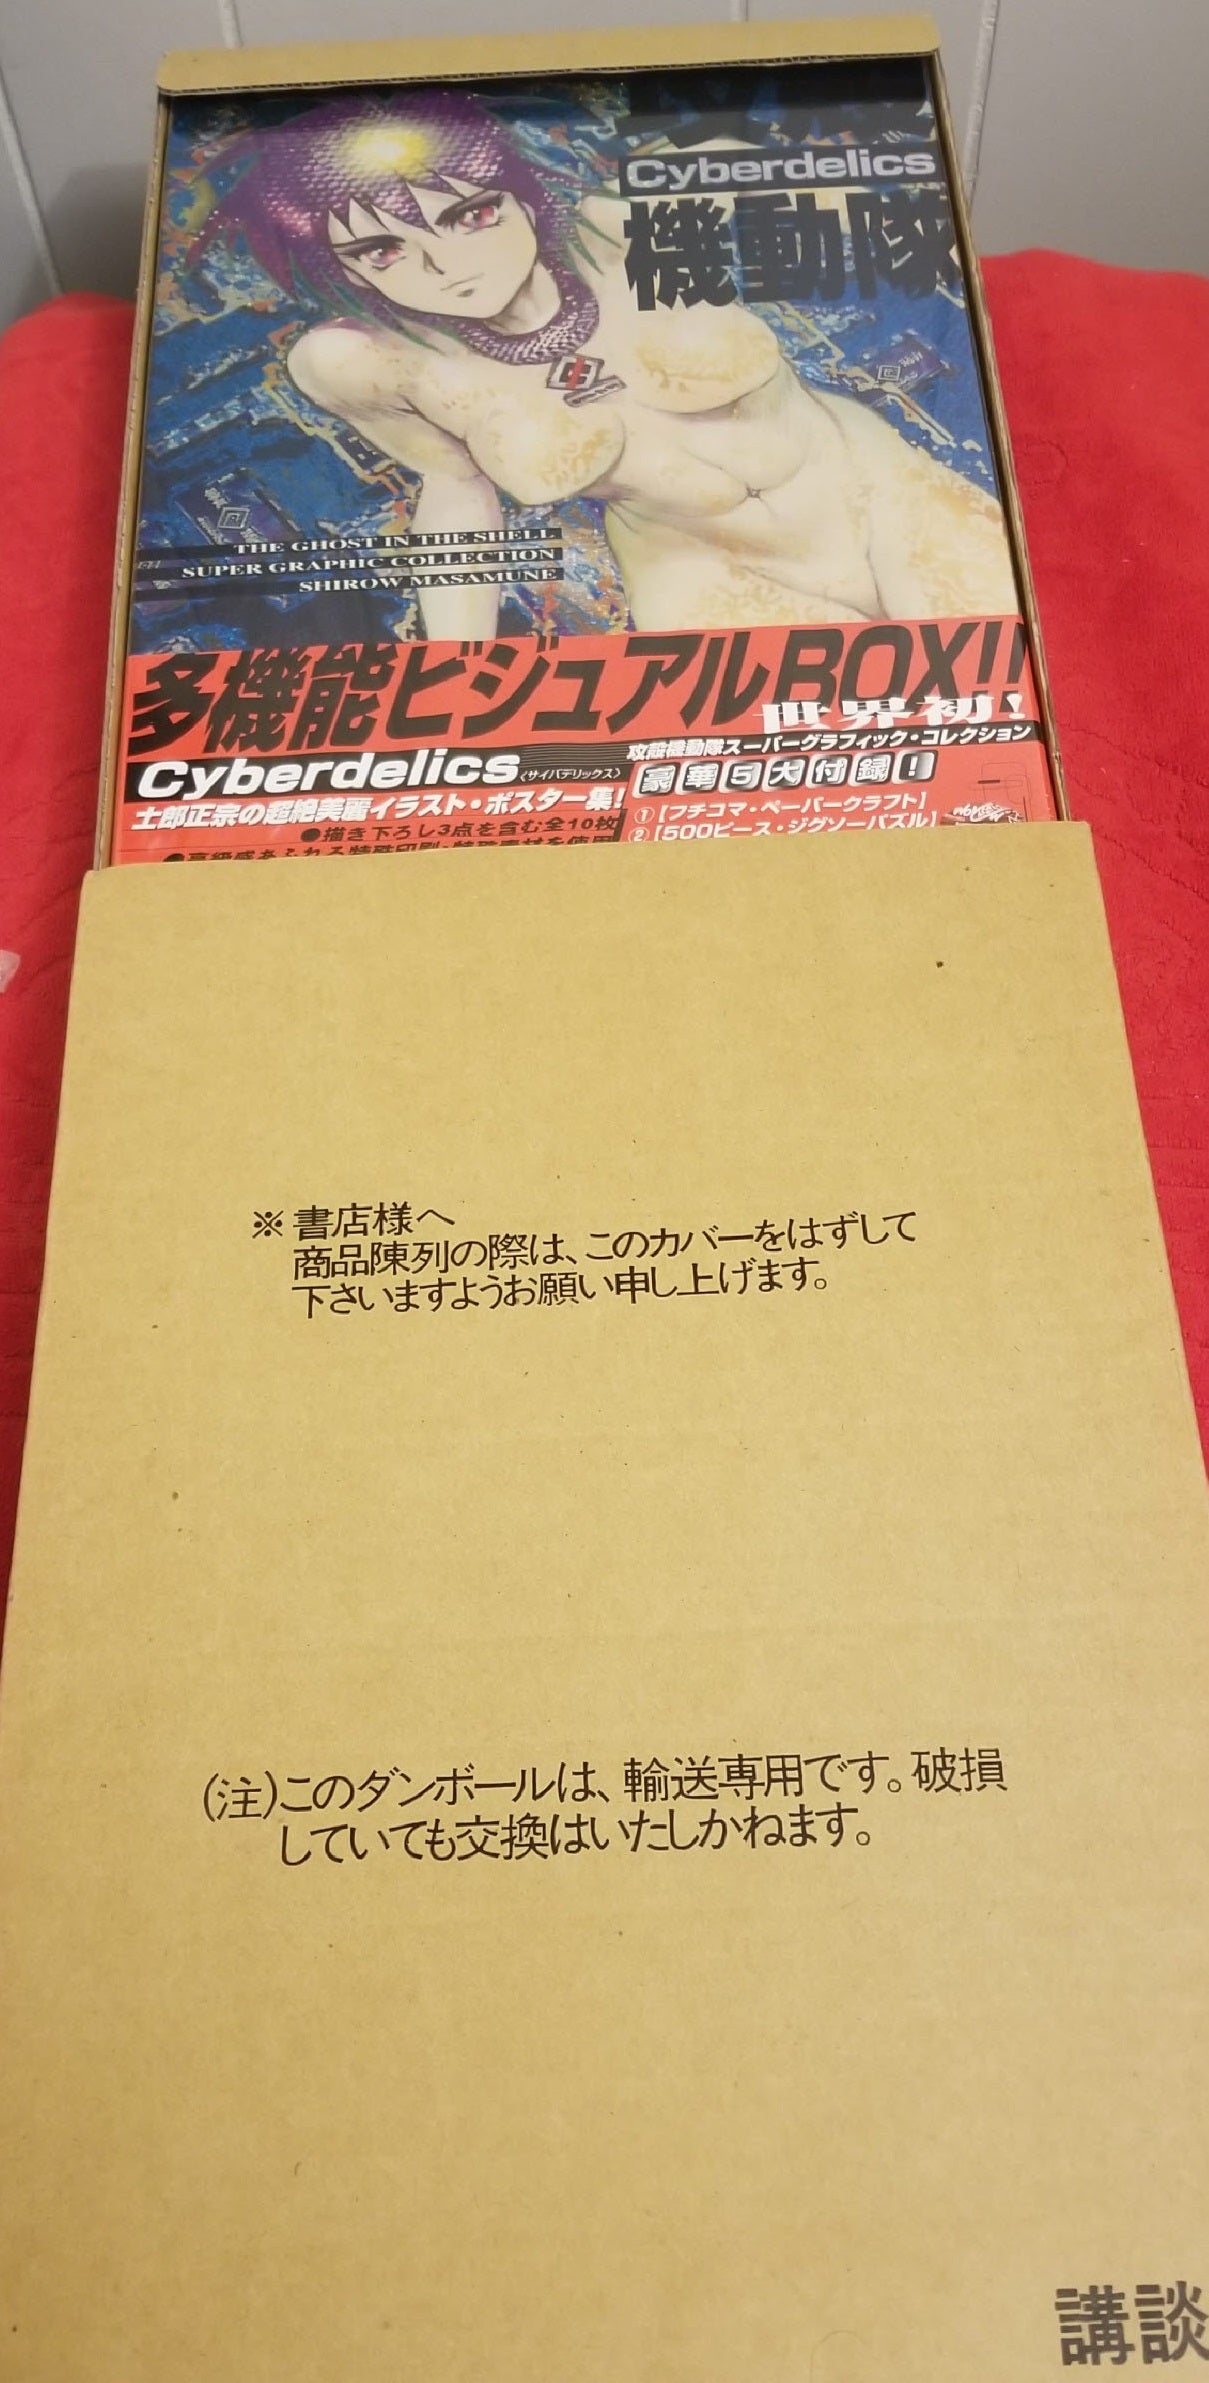 Cyberdelics
機動隊
THE GHOST IN THE SHELL
SUPER GRAPHIC COLLECTION
SHIROW MASAMUNE
多機能ビジュアルBOX!!
世界初!
Cyberdelics
《サイバデリックス》
士郎正宗の超絶美麗イラスト・ポスター集!
●描き下ろし3点を含む全10枚
攻殻機動隊スーパーグラフィック・コレクション
豪華5大付録!
①【フチコマ・ペーパークラフト】
②【500ピース・ジグソーパズル】
※書店様へ
商品陳列の際は、このカバーをはずして
下さいますようお願い申し上げます。
(注)このダンボールは、輸送専用です。破損
していても交換はいたしかねます。
講談